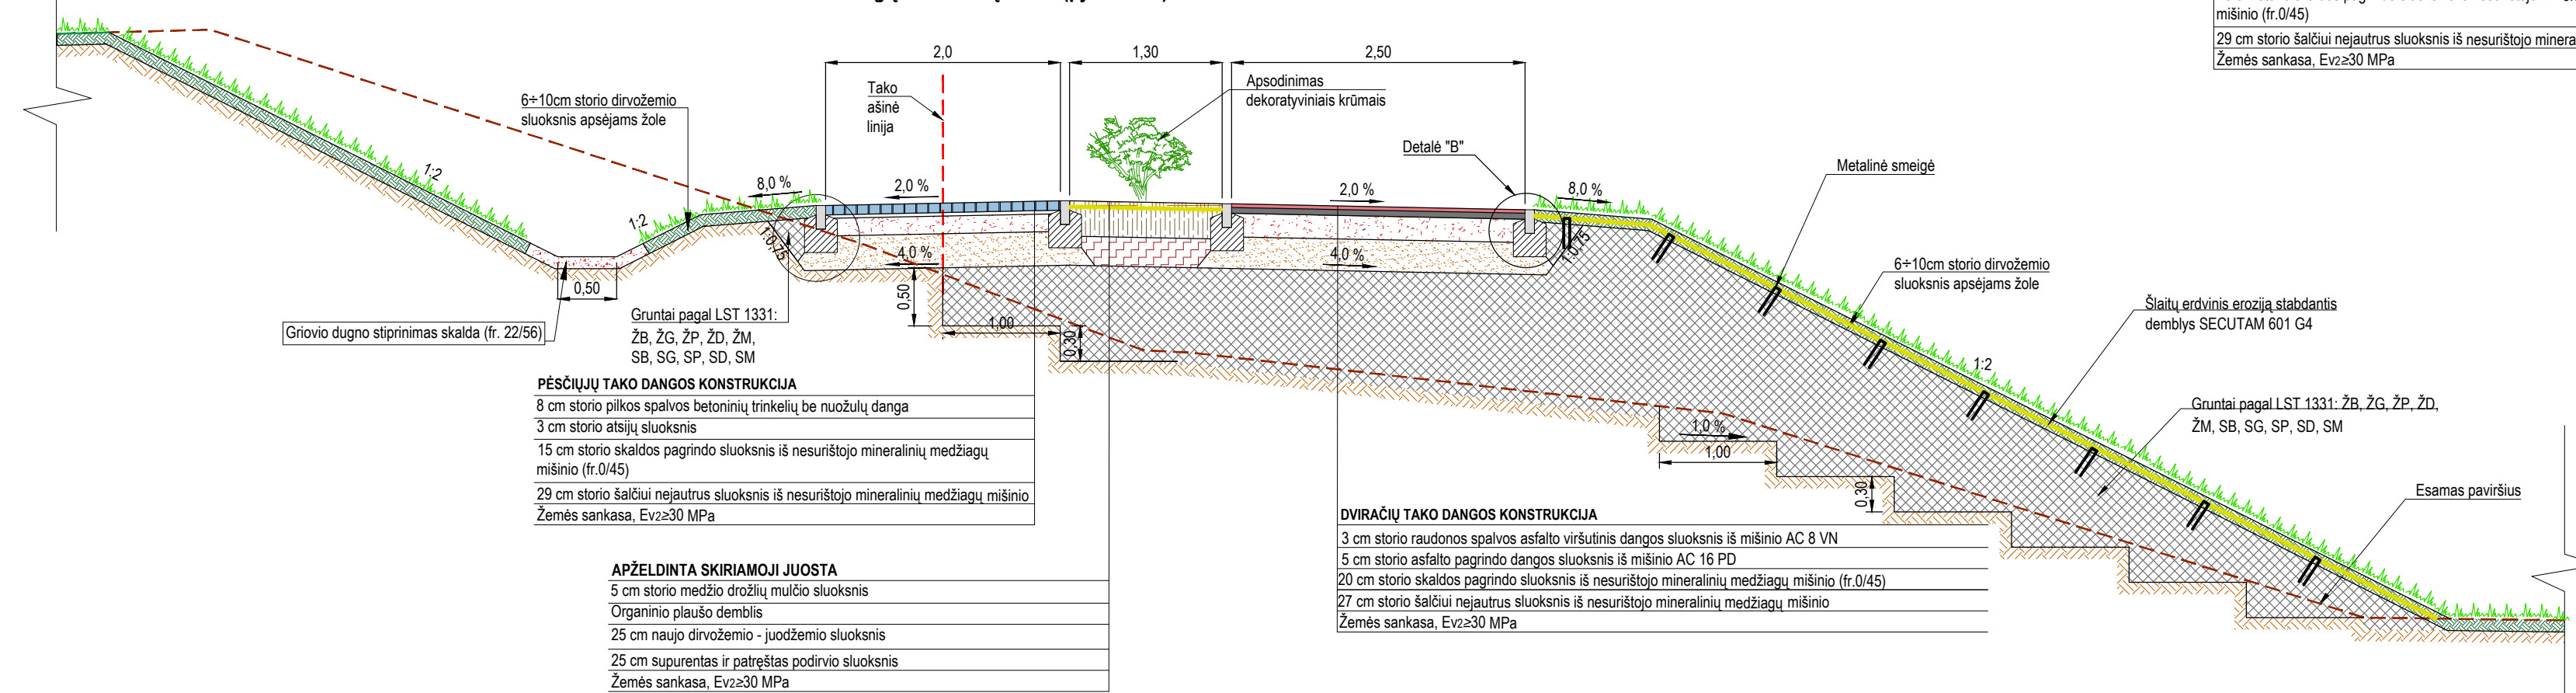 mišinio (fr.0/45)
29 cm storio šalčiui nejautrus sluoksnis iš nesurištojo
Žemės sankasa, Ev2≥30 MPa
2,0
1,30
2,50
Tako
ašinė
linija
Apsodinimas
dekoratyviniais krūmais
6÷10cm storio dirvožemio
sluoksnis apsėjams žole
Detalė "B"
Metalinė smeigė
1:2
8,0 %
2,0 %
2,0 %
8,0 %
1:2
1:0,75
4,0 %
4,0 %
1:0,75
6÷10cm storio dirvožemio
sluoksnis apsėjams žole
0,50
0,50
1,00
0,30
Šlaitų erdvinis eroziją stabdantis
demblys SECUTAM 601 G4
Griovio dugno stiprinimas skalda (fr. 22/56)
Gruntai pagal LST 1331:
ŽB, ŽG, ŽP, ŽD, ŽM,
SB, SG, SP, SD, SM
1:2
PĖSČIŲJŲ TAKO DANGOS KONSTRUKCIJA
8 cm storio pilkos spalvos betoninių trinkelių be nuožulų danga
3 cm storio atsijų sluoksnis
15 cm storio skaldos pagrindo sluoksnis iš nesurištojo mineralinių medžiagų
mišinio (fr.0/45)
29 cm storio šalčiui nejautrus sluoksnis iš nesurištojo mineralinių medžiagų mišinio
Žemės sankasa, Ev2≥30 MPa
Gruntai pagal LST 1331: ŽB, ŽG, ŽP, ŽD,
ŽM, SB, SG, SP, SD, SM
1,0 %
1,00
0,30
Esamas paviršius
DVIRAČIŲ TAKO DANGOS KONSTRUKCIJA
3 cm storio raudonos spalvos asfalto viršutinis dangos sluoksnis iš mišinio AC 8 VN
5 cm storio asfalto pagrindo dangos sluoksnis iš mišinio AC 16 PD
20 cm storio skaldos pagrindo sluoksnis iš nesurištojo mineralinių medžiagų mišinio (fr.0/45)
27 cm storio šalčiui nejautrus sluoksnis iš nesurištojo mineralinių medžiagų mišinio
Žemės sankasa, Ev2≥30 MPa
APŽELDINTA SKIRIAMOJI JUOSTA
5 cm storio medžio drožlių mulčio sluoksnis
Organinio plaušo demblis
25 cm naujo dirvožemio - juodžemio sluoksnis
25 cm supurentas ir patręštas podirvio sluoksnis
Žemės sankasa, Ev2≥30 MPa